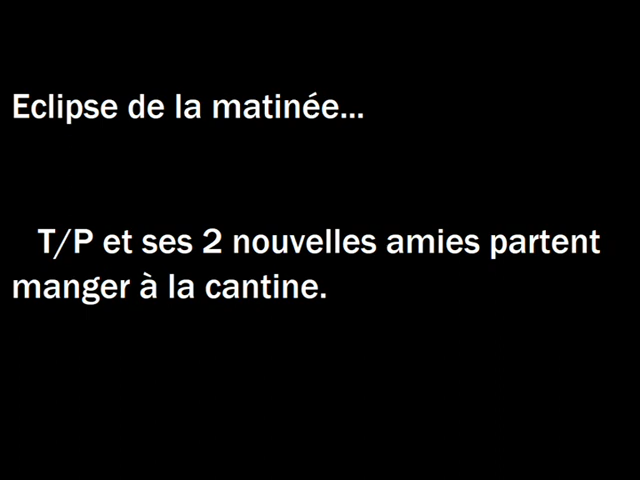 Eclipse de la matinée...
T/P et ses 2 nouvelles amies partent
manger à la cantine.